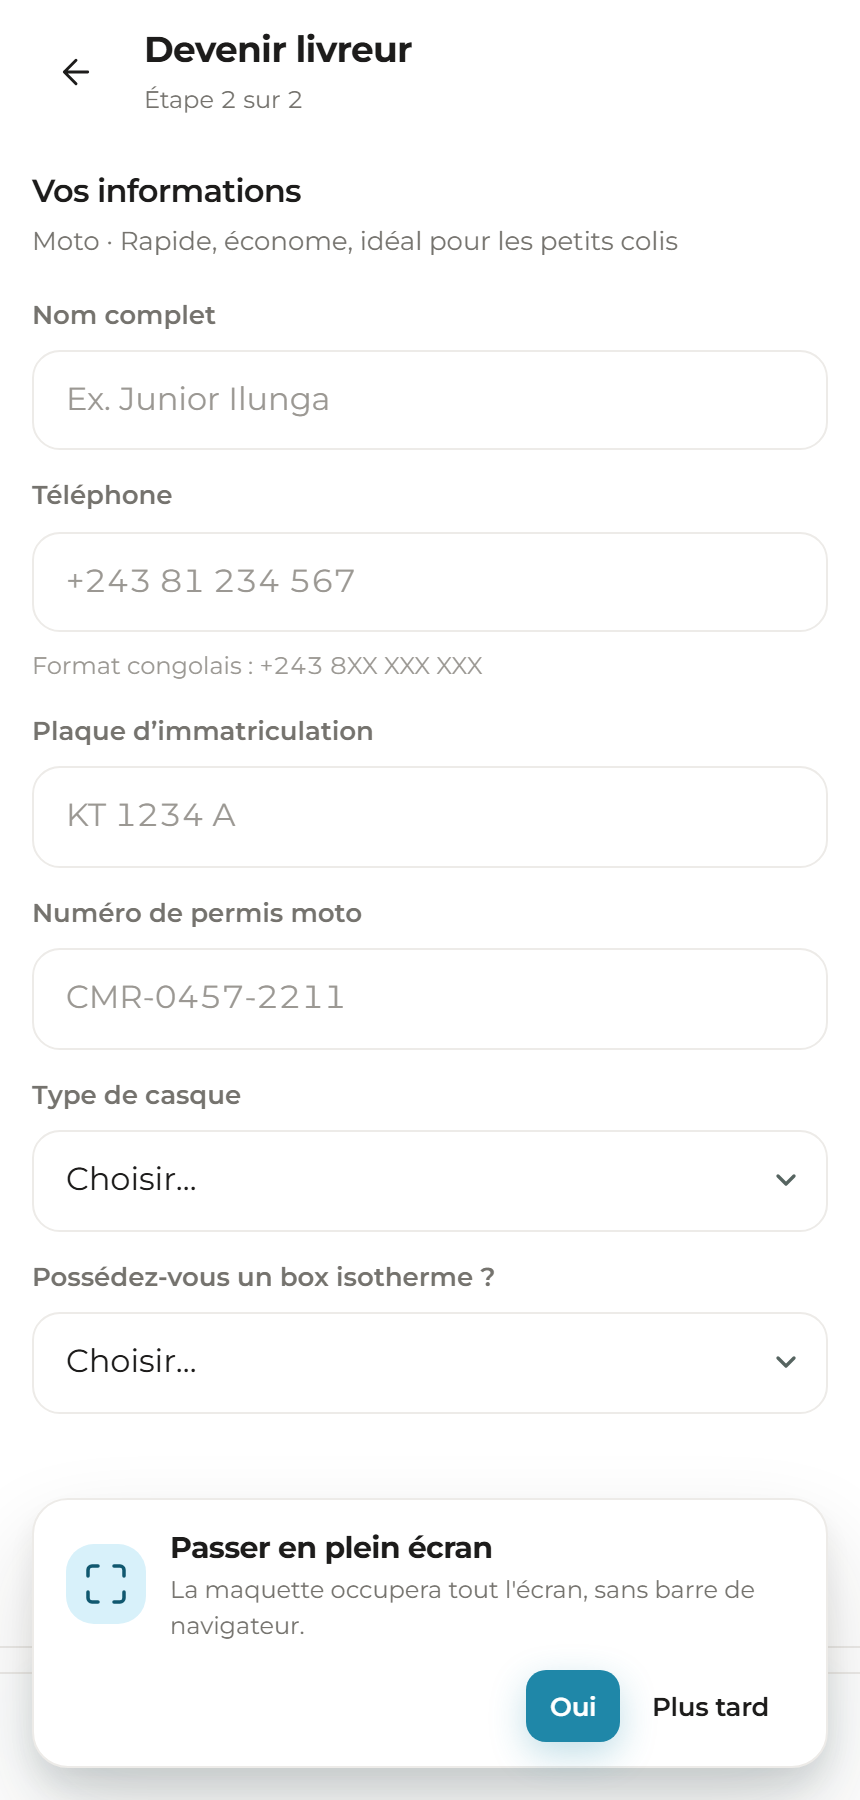 Devenir livreur
Étape 2 sur 2
Vos informations
Moto · Rapide, économe, idéal pour les petits colis
Nom complet
Ex. Junior Ilunga
Téléphone
+243 81 234 567
Format congolais : +243 8XX XXX XXX
Plaque d’immatriculation
KT 1234 A
Numéro de permis moto
CMR-0457-2211
Type de casque
Choisir...
Possédez-vous un box isotherme ?
Choisir...
Passer en plein écran
La maquette occupera tout l'écran, sans barre de
navigateur.
Oui
Plus tard